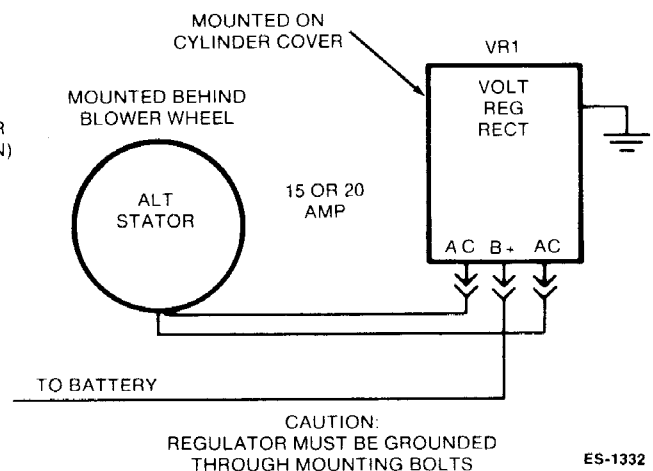 MOUNTED ON
CYLINDER COVER
VR1
VOLT
REG
RECT
MOUNTED BEHIND
BLOWER WHEEL
R
N)
ALT
STATOR
15 OR 20
AMP
AC B+ AC
TO BATTERY
CAUTION:
REGULATOR MUST BE GROUNDED
THROUGH MOUNTING BOLTS
ES-1332